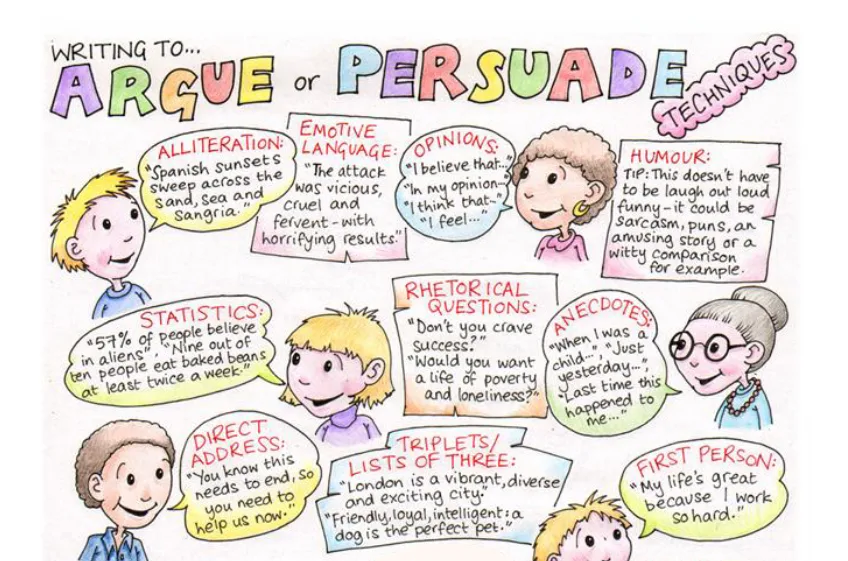 WRITING TO...
ARGUE or PERSUADE
TECHNIQUES
ALLITERATION:
"Spanish sunsets
sweep across the
sand, sea and
sangria."
EMOTIVE
LANGUAGE:
"The attack
was vicious,
cruel and
fervent - with
horrifying results."
OPINIONS:
"I believe that..."
"In my opinion-"
"I think that-"
"I feel..."
HUMOUR:
TIP: This doesn't have
to be laugh out loud
funny - it could be
sarcasm, puns, an
amusing story or a
witty comparison
for example.
STATISTICS:
"57% of people believe
in aliens", "Nine out of
ten people eat baked beans
at least twice a week."
RHETORICAL
QUESTIONS:
"Don't you crave
success?"
"Would you want
a life of poverty
and loneliness?"
ANECDOTES:
"When I was a
child...", "Just
yesterday...",
"Last time this
happened to
me..."
DIRECT
ADDRESS:
"You know this
needs to end, so
you need to
help us now."
TRIPLETS/
LISTS OF THREE:
"London is a vibrant, diverse
and exciting city."
"Friendly, loyal, intelligent: a
dog is the perfect pet."
FIRST PERSON:
"My life's great
because I work
so hard."